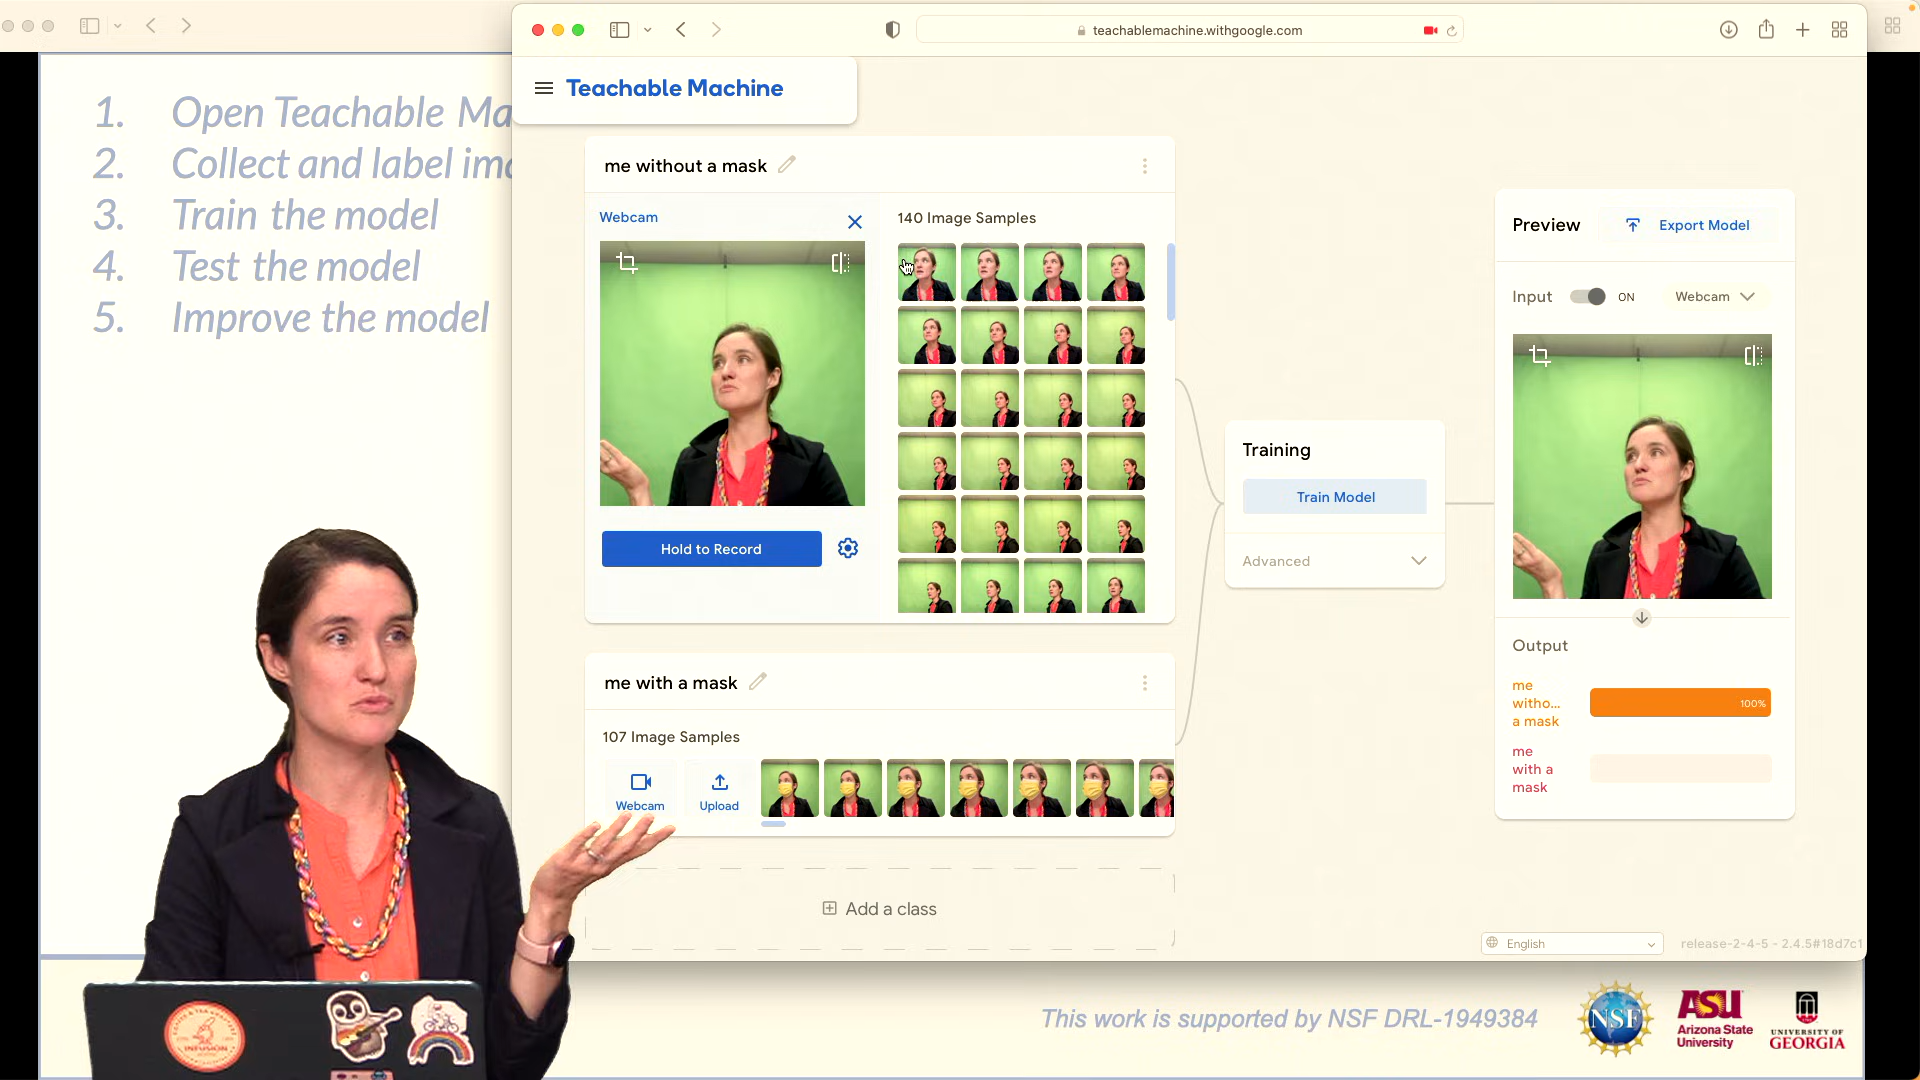 teachablemachine.withgoogle.com
Teachable Machine
1. Open Teachable Ma
2. Collect and label ima
3. Train the model
4. Test the model
5. Improve the model
me without a mask
Webcam
140 Image Samples
Hold to Record
me with a mask
107 Image Samples
Webcam
Upload
Add a class
Training
Train Model
Advanced
Preview
Export Model
Input
ON
Webcam
Output
me
witho...
a mask
100%
me
with a
mask
English
release-2-4-5 - 2.4.5#18d7c1
This work is supported by NSF DRL-1949384
NSF
ASU
Arizona State
University
UNIVERSITY OF
GEORGIA
INFUSION